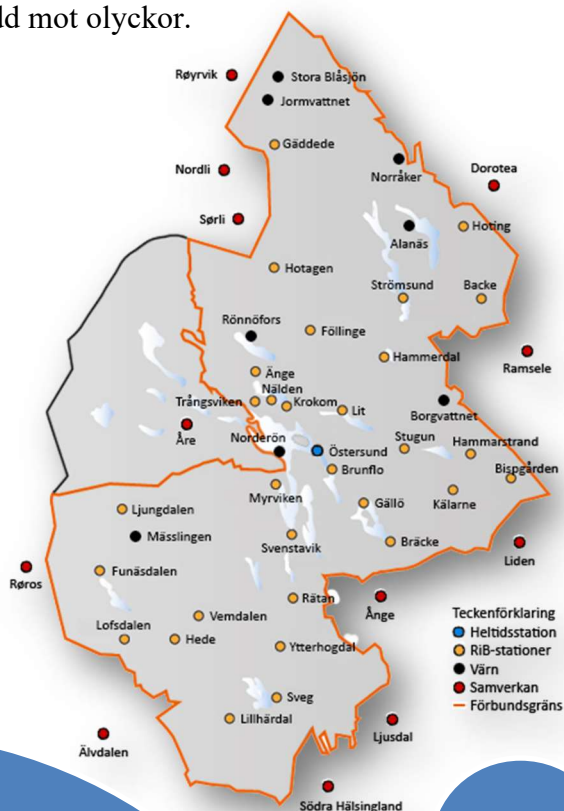 dd mot olyckor.
Stora Blåsjön
Røyrvik
Jormvattnet
Gäddede
Norråker
Nordli
Dorotea
Sørli
Alanäs
Hoting
Hotagen
Strömsund
Backe
Rönnöfors
Föllinge
Hammerdal
Ramsele
Änge
Nälden
Trångsviken
Krokom
Lit
Borgvattnet
Åre
Norderön
Östersund
Stugun
Hammarstrand
Brunflo
Bispgården
Myrviken
Kälarne
Gällö
Ljungdalen
Mässlingen
Svenstavik
Bräcke
Liden
Røros
Funäsdalen
Rätan
Ånge
Vemdalen
Lofsdalen
Hede
Ytterhogdal
Teckenförklaring
Heltidsstation
RiB-stationer
Värn
Samverkan
Förbundsgräns
Sveg
Lillhärdal
Ljusdal
Älvdalen
Södra Hälsingland